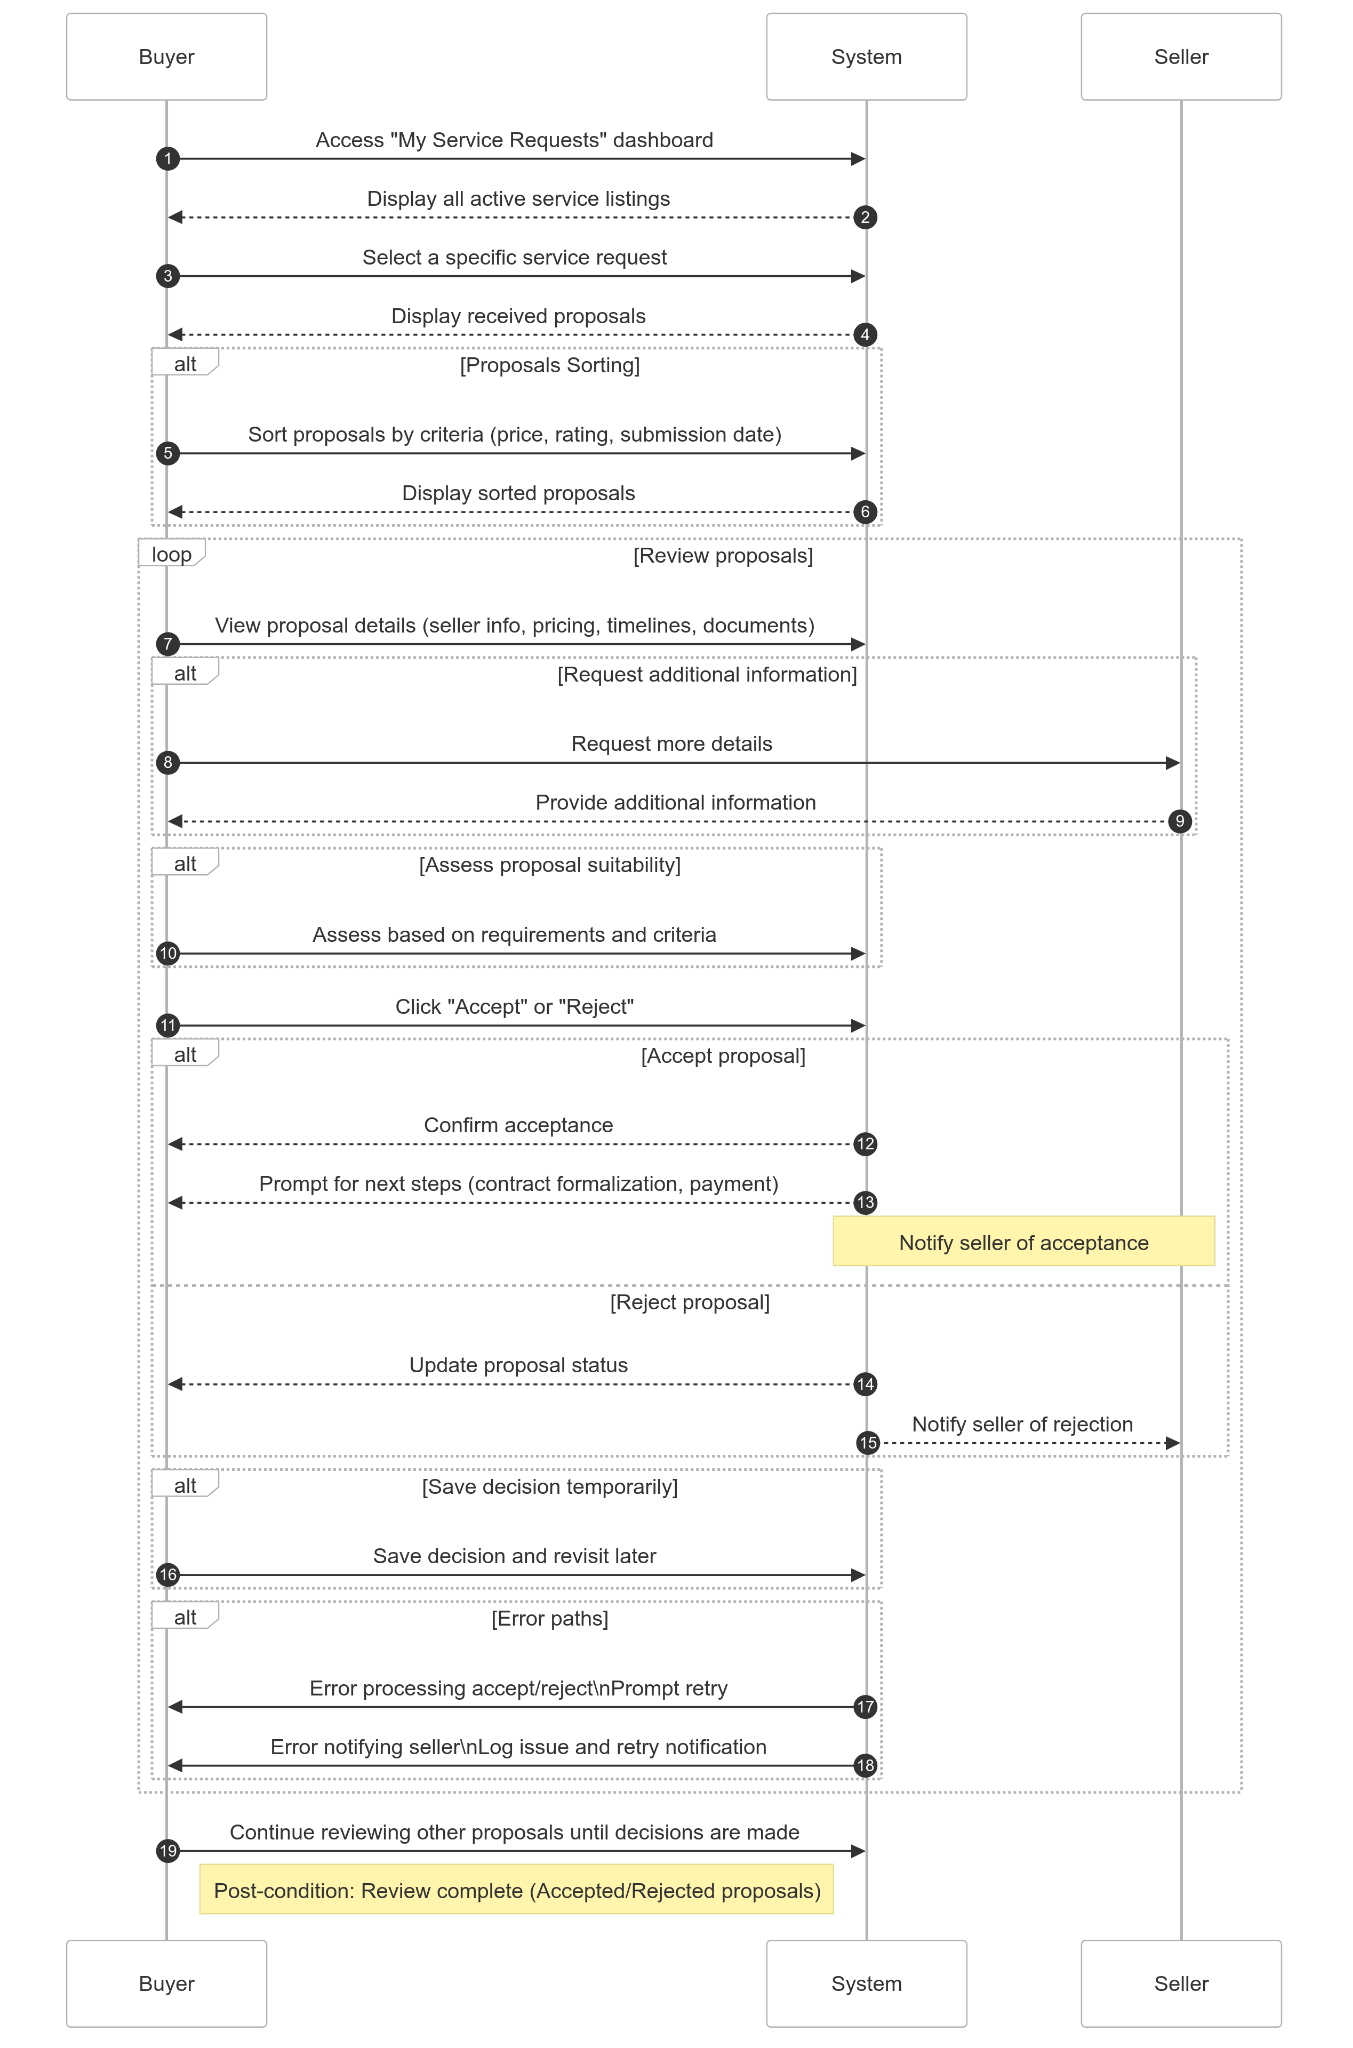 Buyer System Seller
Access "My Service Requests" dashboard
1
Display all active service listings
2
Select a specific service request
3
Display received proposals
4
alt [Proposals Sorting]
Sort proposals by criteria (price, rating, submission date)
5
Display sorted proposals
6
loop [Review proposals]
View proposal details (seller info, pricing, timelines, documents)
7
alt [Request additional information]
Request more details
8
Provide additional information
9
alt [Assess proposal suitability]
Assess based on requirements and criteria
10
Click "Accept" or "Reject"
11
alt [Accept proposal]
Confirm acceptance
12
Prompt for next steps (contract formalization, payment)
13
Notify seller of acceptance
[Reject proposal]
Update proposal status
14
Notify seller of rejection
15
alt [Save decision temporarily]
Save decision and revisit later
16
alt [Error paths]
Error processing accept/reject\nPrompt retry
17
Error notifying seller\nLog issue and retry notification
18
Continue reviewing other proposals until decisions are made
19
Post-condition: Review complete (Accepted/Rejected proposals)
Buyer System Seller